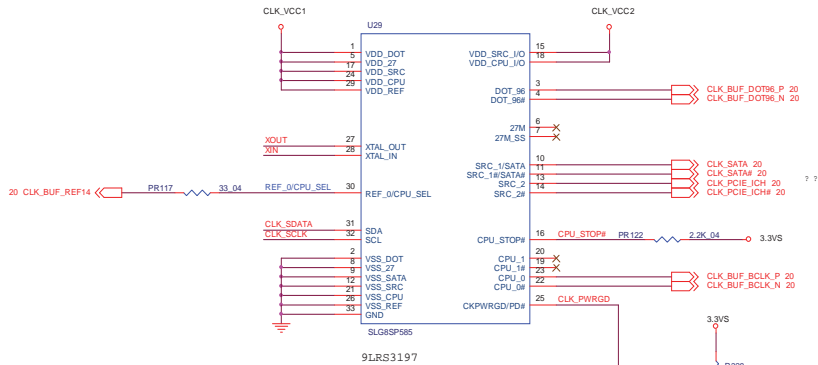 CLK_VCC1
CLK_VCC2
U29
1 VDD_DOT
5 VDD_27
17 VDD_SRC
24 VDD_CPU
29 VDD_REF
VDD_SRC_I/O 15
VDD_CPU_I/O 18
DOT_96 3 CLK_BUF_DOT96_P 20
DOT_96# 4 CLK_BUF_DOT96_N 20
27M 6
27M_SS 7
XOUT 27 XTAL_OUT
XIN 28 XTAL_IN
SRC_1/SATA 10 CLK_SATA 20
SRC_1#/SATA# 11 CLK_SATA# 20
SRC_2 13 CLK_PCIE_ICH 20
SRC_2# 14 CLK_PCIE_ICH# 20
? ?
20 CLK_BUF_REF14 PR117 33_04 REF_0/CPU_SEL 30 REF_0/CPU_SEL
CLK_SDATA 31 SDA
CLK_SCLK 32 SCL
CPU_STOP# 16 CPU_STOP# PR122 2.2K_04 3.3VS
2 VSS_DOT
8 VSS_27
9 VSS_SATA
12 VSS_SRC
21 VSS_CPU
26 VSS_REF
33 GND
CPU_1 20
CPU_1# 19
CPU_0 23 CLK_BUF_BCLK_P 20
CPU_0# 22 CLK_BUF_BCLK_N 20
CKPWRGD/PD# 25 CLK_PWRGD
SLG8SP585
3.3VS
9LRS3197